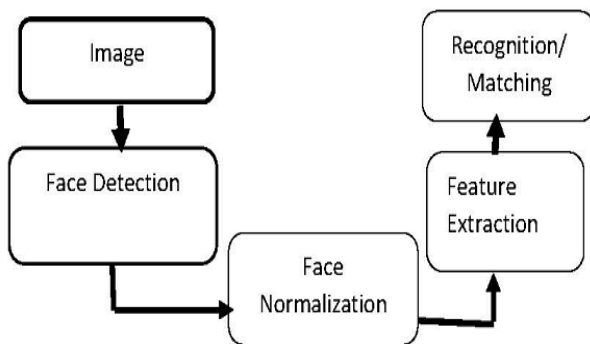 Image
Face Detection
Face
Normalization
Feature
Extraction
Recognition/
Matching